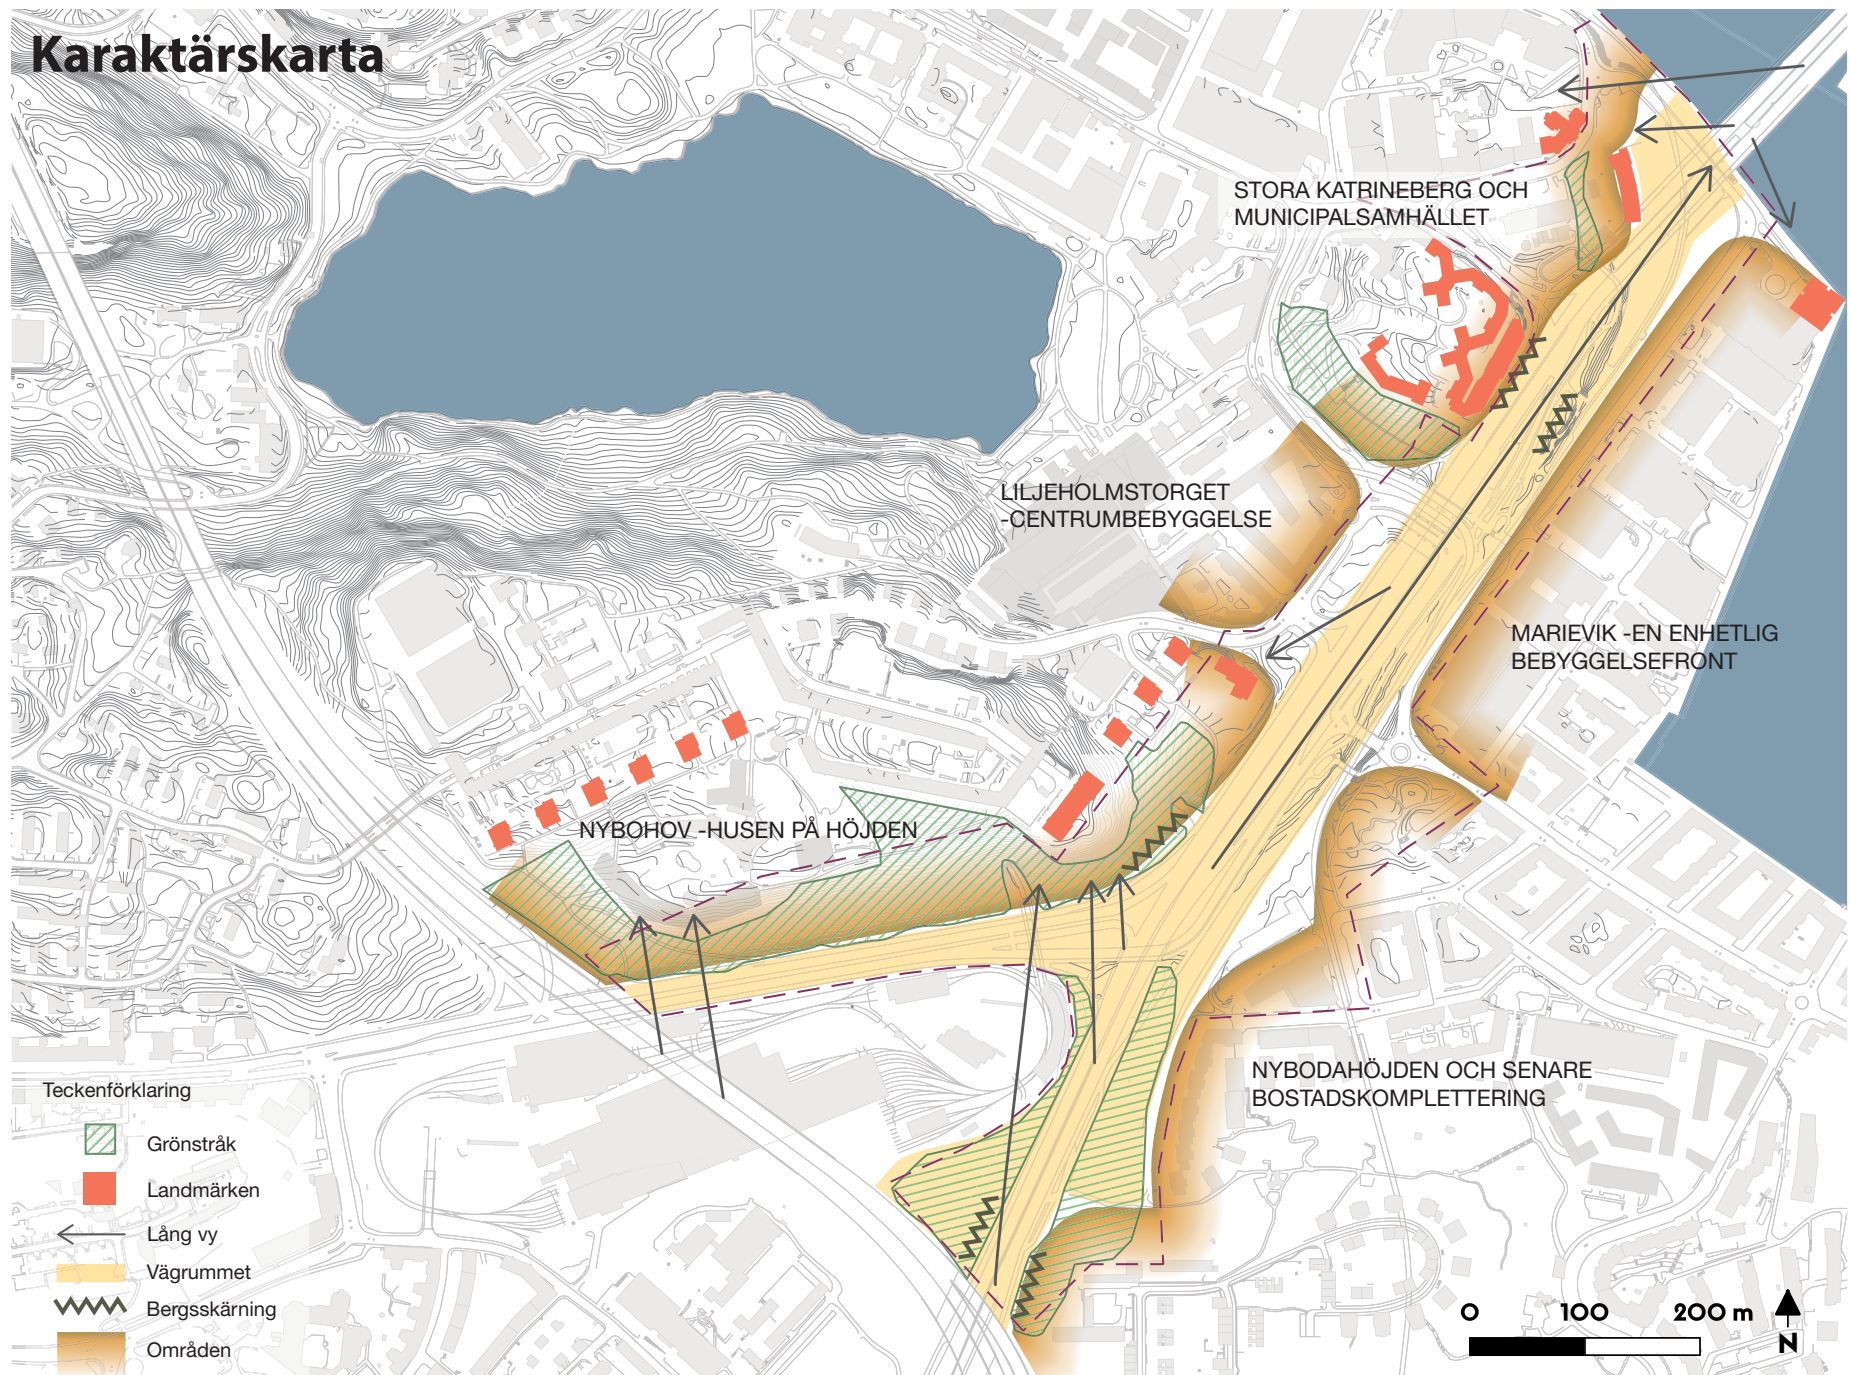 Karaktärskarta
STORA KATRINEBERG OCH
MUNICIPALSAMHÄLLET
LILJEHOLMSTORGET
-CENTRUMBEBYGGELSE
MARIEVIK -EN ENHETLIG
BEBYGGELSEFRONT
NYBOHOV -HUSEN PÅ HÖJDEN
NYBODAHÖJDEN OCH SENARE
BOSTADSKOMPLETTERING
Teckenförklaring
Grönstråk
Landmärken
Lång vy
Vägrummet
Bergsskärning
Områden
0 100 200 m
N